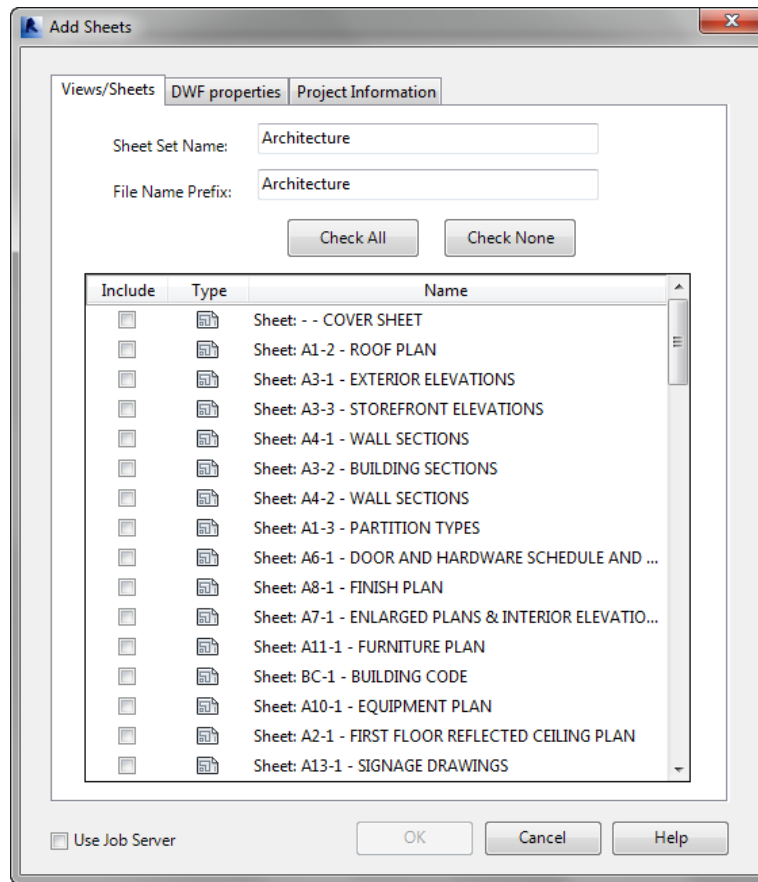 Add Sheets
Views/Sheets DWF properties Project Information
Sheet Set Name: Architecture
File Name Prefix: Architecture
Check All Check None
Include Type Name
Sheet: - - COVER SHEET
Sheet: A1-2 - ROOF PLAN
Sheet: A3-1 - EXTERIOR ELEVATIONS
Sheet: A3-3 - STOREFRONT ELEVATIONS
Sheet: A4-1 - WALL SECTIONS
Sheet: A3-2 - BUILDING SECTIONS
Sheet: A4-2 - WALL SECTIONS
Sheet: A1-3 - PARTITION TYPES
Sheet: A6-1 - DOOR AND HARDWARE SCHEDULE AND ...
Sheet: A8-1 - FINISH PLAN
Sheet: A7-1 - ENLARGED PLANS & INTERIOR ELEVATIO...
Sheet: A11-1 - FURNITURE PLAN
Sheet: BC-1 - BUILDING CODE
Sheet: A10-1 - EQUIPMENT PLAN
Sheet: A2-1 - FIRST FLOOR REFLECTED CEILING PLAN
Sheet: A13-1 - SIGNAGE DRAWINGS
Use Job Server OK Cancel Help